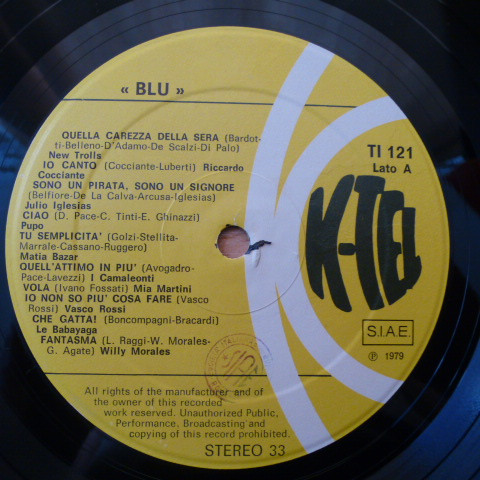 « BLU »
QUELLA CAREZZA DELLA SERA (Bardot-
ti-Belleno-D'Adamo-De Scalzi-Di Palo)
New Trolls
IO CANTO (Cocciante-Luberti) Riccardo
Cocciante
SONO UN PIRATA, SONO UN SIGNORE
(Belfiore-De La Calva-Arcusa-Iglesias)
Julio Iglesias
CIAO (D. Pace-C. Tinti-E. Ghinazzi)
Pupo
TU SEMPLICITA' (Golzi-Stellita-
Marrale-Cassano-Ruggero)
Matia Bazar
QUELL'ATTIMO IN PIU' (Avogadro-
Pace-Lavezzi) I Camaleonti
VOLA (Ivano Fossati) Mia Martini
IO NON SO PIU' COSA FARE (Vasco
Rossi) Vasco Rossi
CHE GATTA! (Boncompagni-Bracardi)
Le Babayaga
FANTASMA (L. Raggi-W. Morales-
G. Agate) Willy Morales
TI 121
Lato A
K-TEL
S.I.A.E.
℗ 1979
All rights of the manufacturer and of
the owner of this recorded
work reserved. Unauthorized Public,
Performance, Broadcasting and
copying of this record prohibited.
STEREO 33